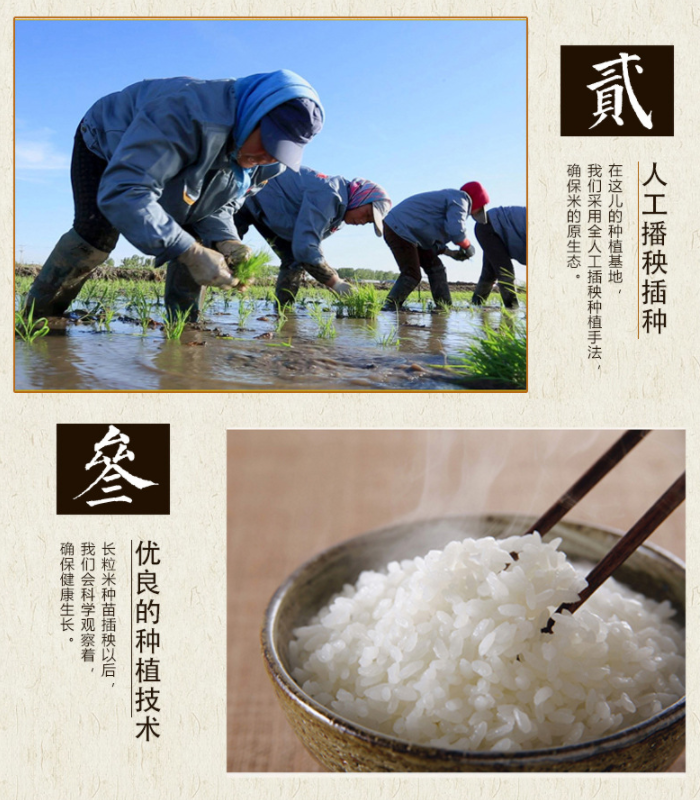 貳
人工播秧插种
在这儿的种植基地，
我们采用全人工插秧种植手法，
确保米的原生态。
叁
优良的种植技术
长粒米种苗插秧以后，
我们会科学观察着，
确保健康生长。